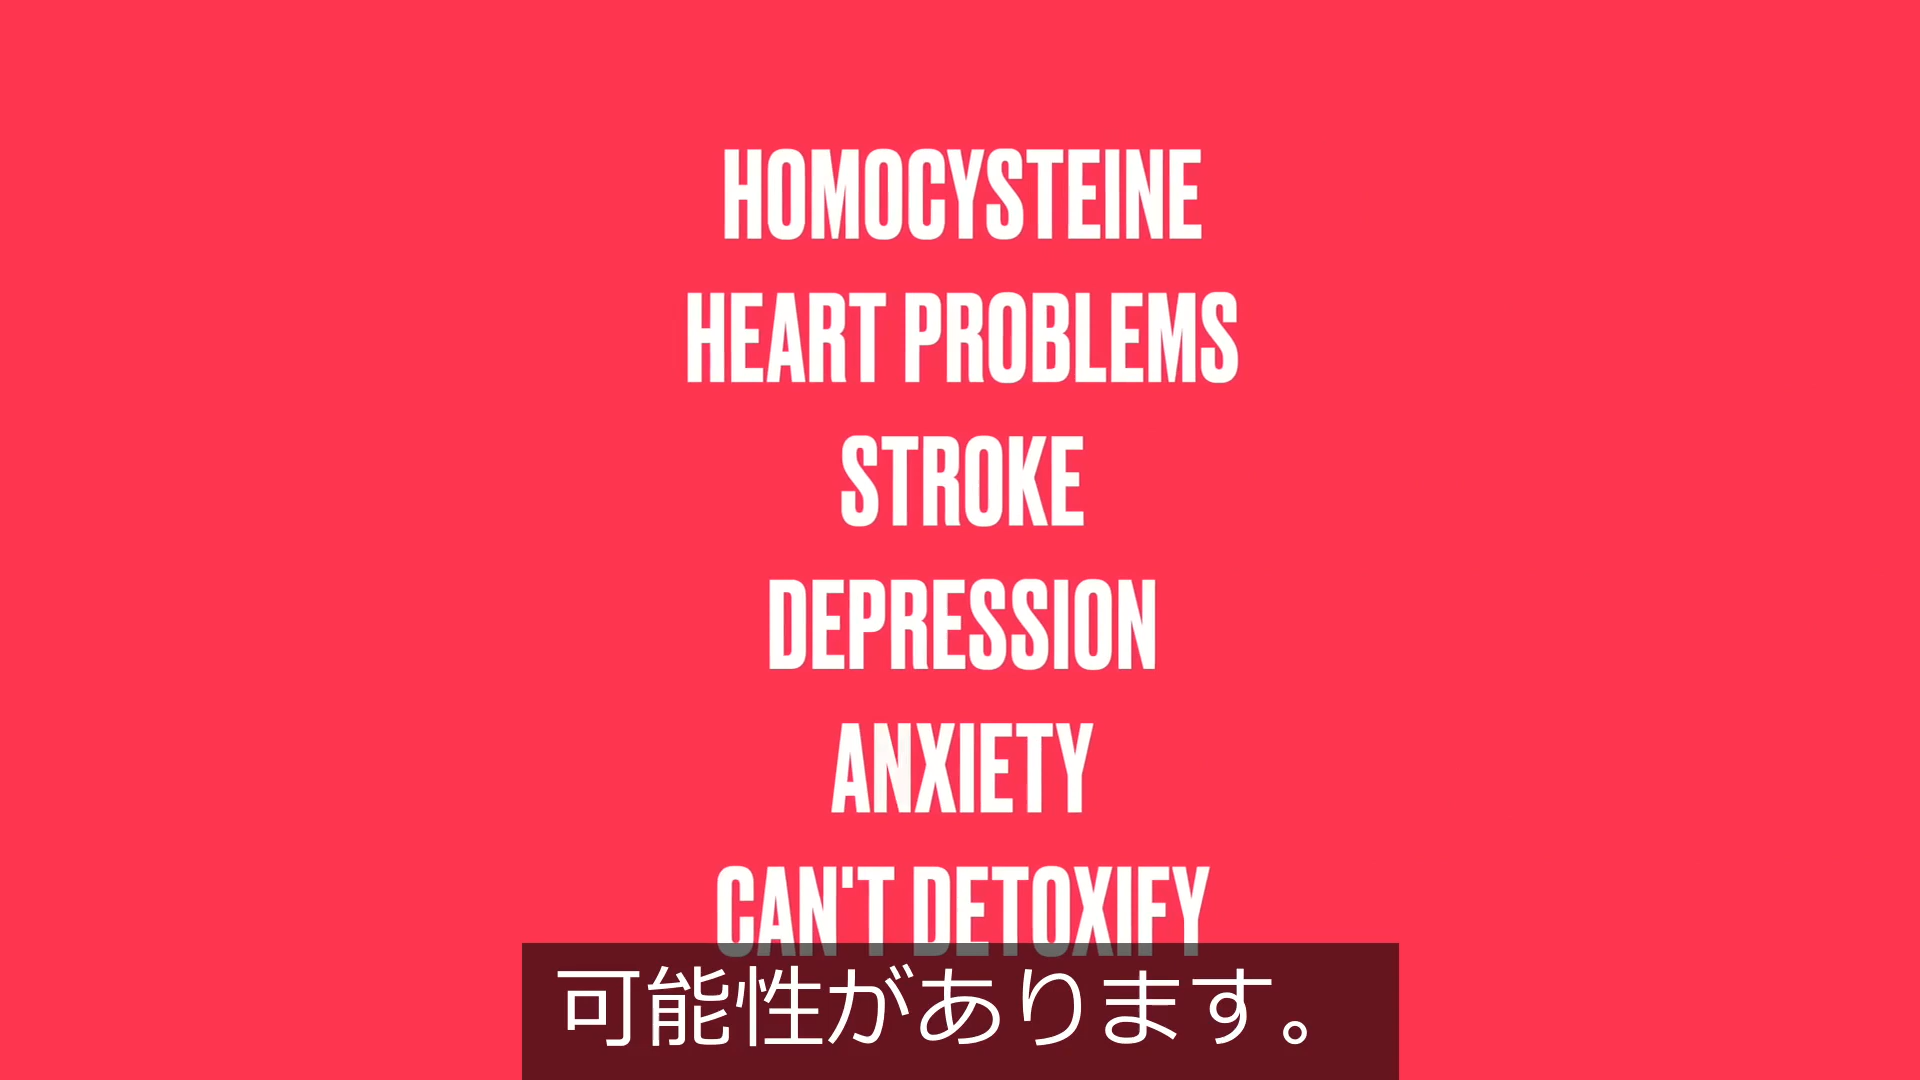 HOMOCYSTEINE
HEART PROBLEMS
STROKE
DEPRESSION
ANXIETY
CAN'T DETOXIFY
可能性があります。